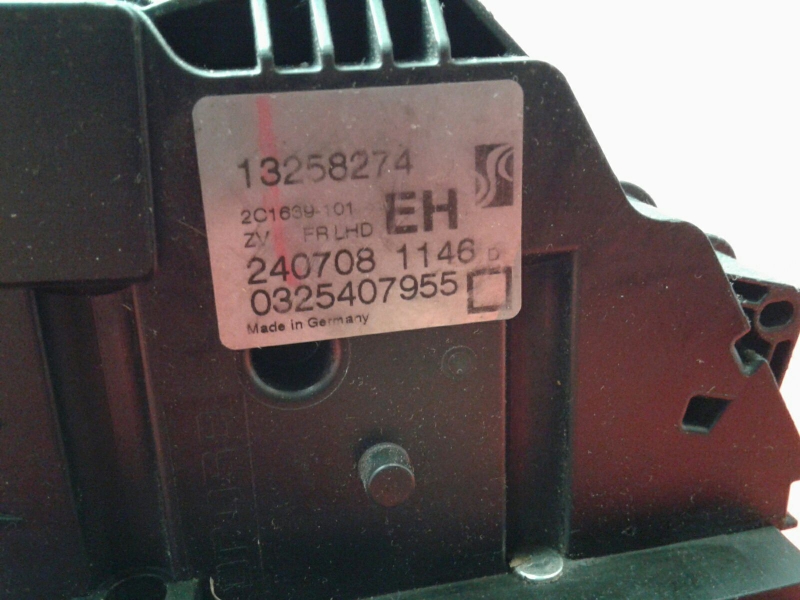 13258274
2C1639-101 EH
ZV FR LHD
240708 1146 D
0325407955
Made in Germany